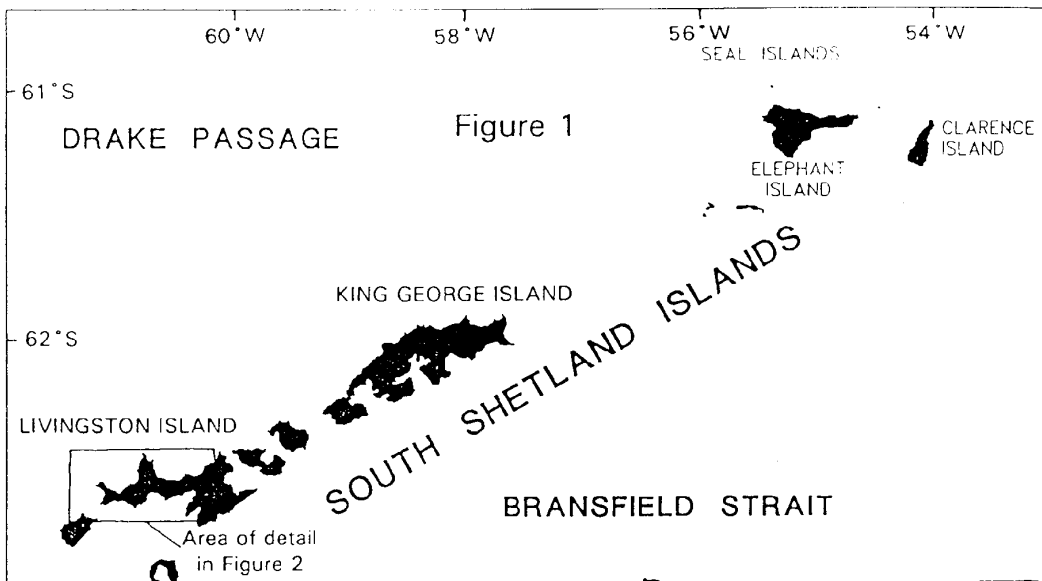 60°W
58°W
56°W
54°W
SEAL ISLANDS
61°S
DRAKE PASSAGE
Figure 1
CLARENCE
ISLAND
ELEPHANT
ISLAND
SOUTH SHETLAND ISLANDS
KING GEORGE ISLAND
62°S
LIVINGSTON ISLAND
BRANSFIELD STRAIT
Area of detail
in Figure 2